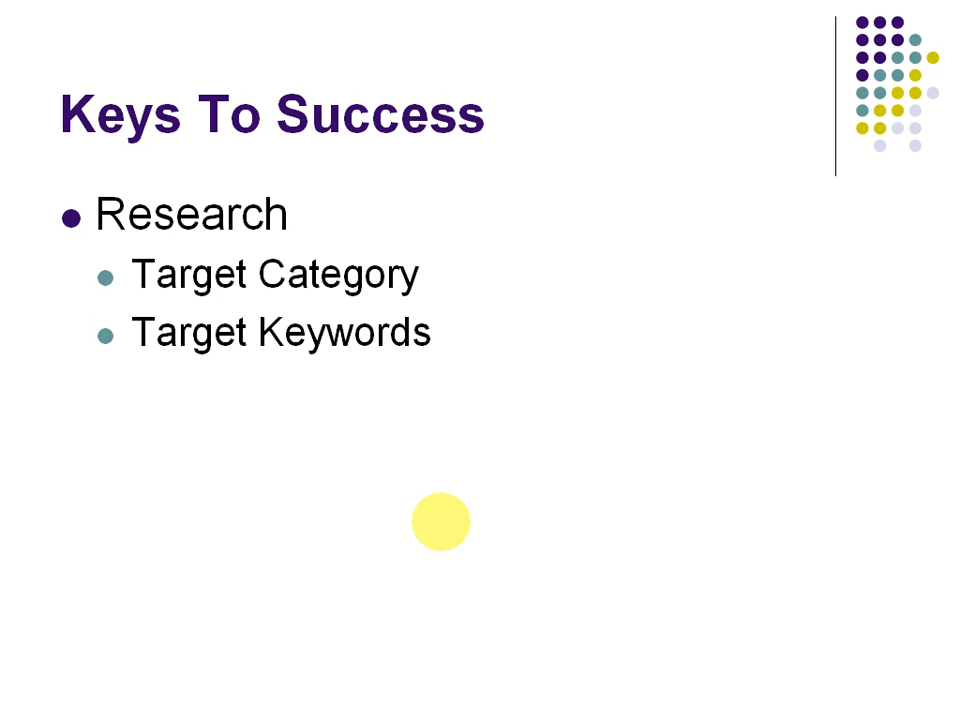 Keys To Success
Research
Target Category
Target Keywords